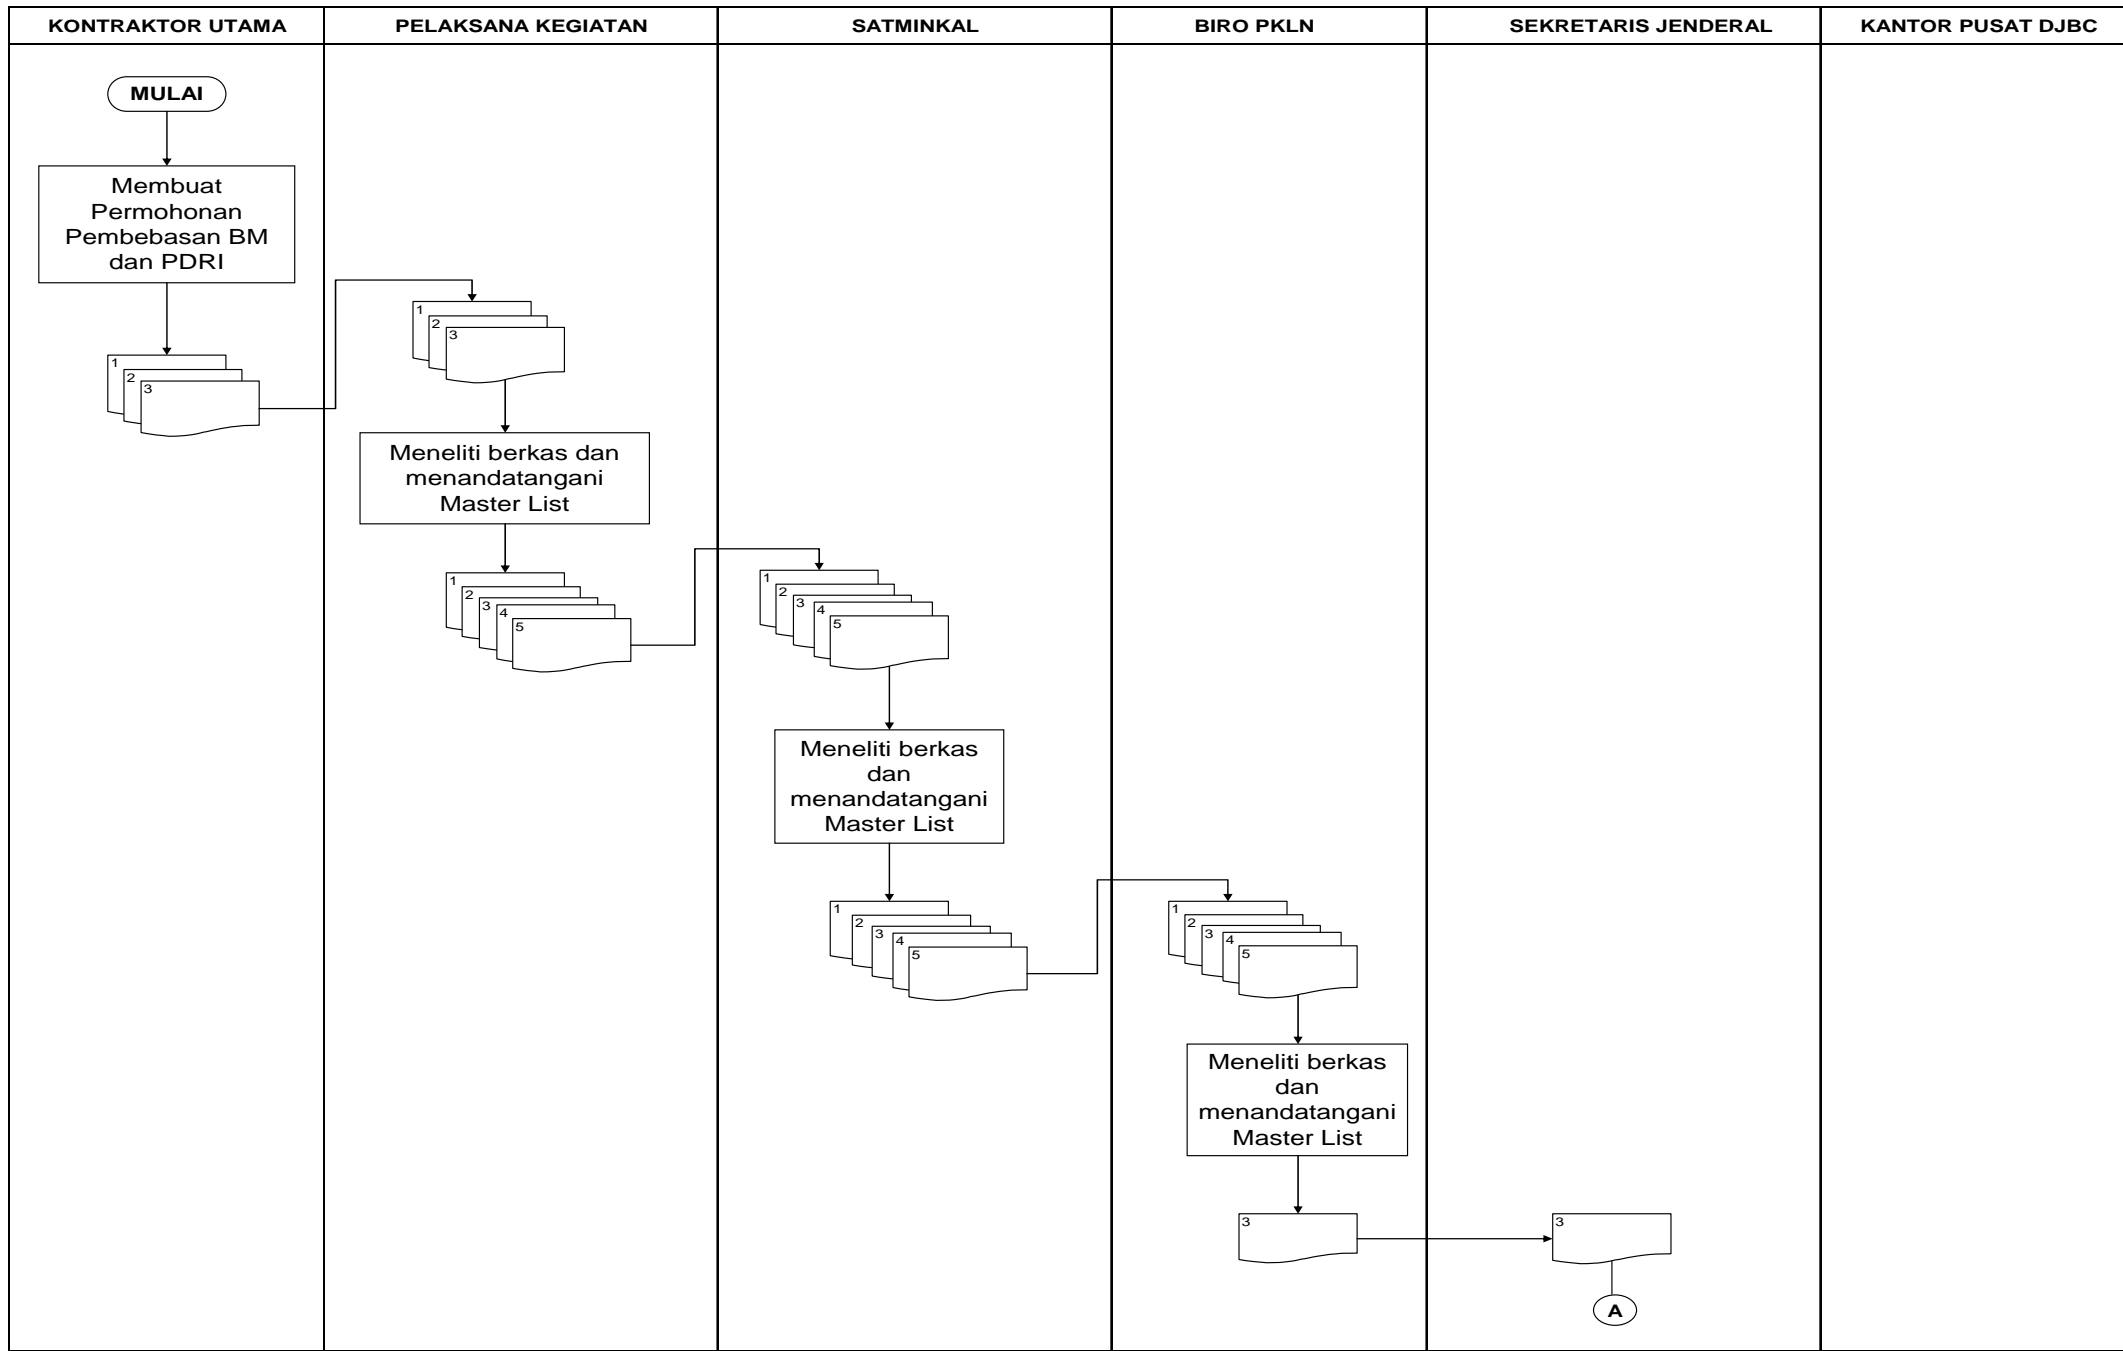 KONTRAKTOR UTAMA
PELAKSANA KEGIATAN
SATMINKAL
BIRO PKLN
SEKRETARIS JENDERAL
KANTOR PUSAT DJBC
MULAI
Membuat
Permohonan
Pembebasan BM
dan PDRI
1
2
3
1
2
3
Meneliti berkas dan
menandatangani
Master List
1
2
3
4
5
1
2
3
4
5
Meneliti berkas
dan
menandatangani
Master List
1
2
3
4
5
1
2
3
4
5
Meneliti berkas
dan
menandatangani
Master List
3
3
A